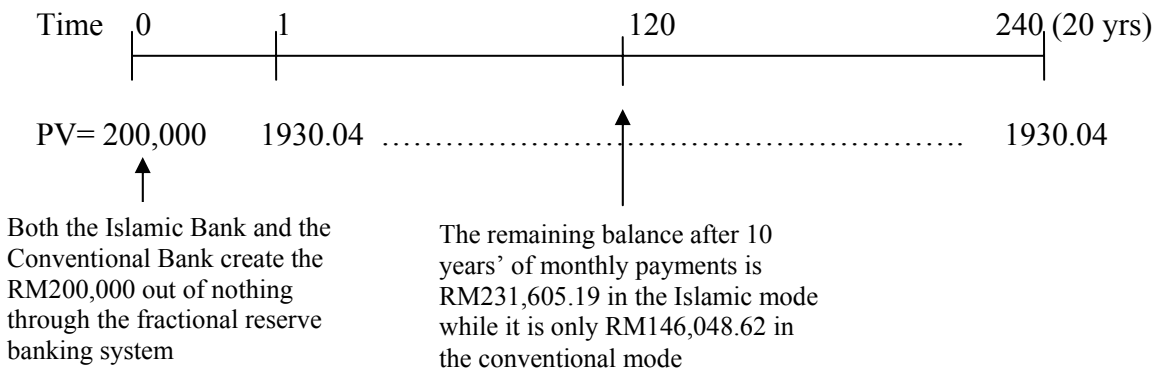 Time 0 1 120 240 (20 yrs)
PV= 200,000 1930.04 ……………………………………………………. 1930.04
Both the Islamic Bank and the
Conventional Bank create the
RM200,000 out of nothing
through the fractional reserve
banking system
The remaining balance after 10
years’ of monthly payments is
RM231,605.19 in the Islamic mode
while it is only RM146,048.62 in
the conventional mode